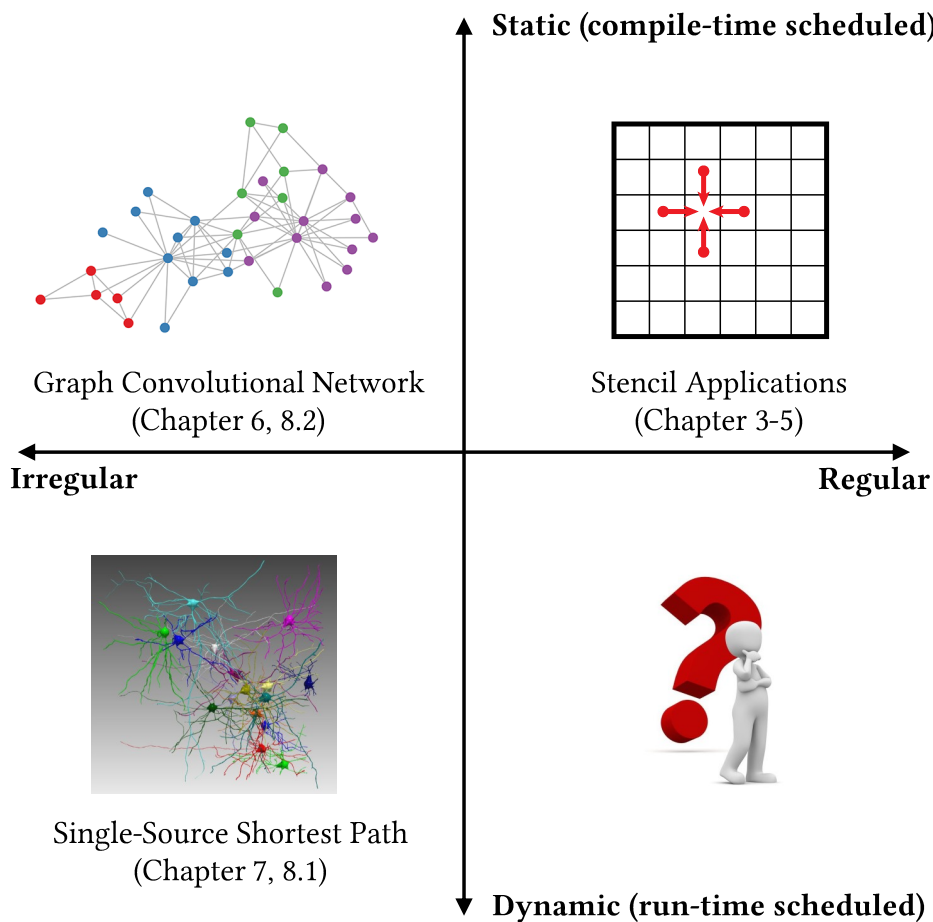 Static (compile-time scheduled)
Graph Convolutional Network
(Chapter 6, 8.2)
Stencil Applications
(Chapter 3-5)
Irregular
Regular
Single-Source Shortest Path
(Chapter 7, 8.1)
Dynamic (run-time scheduled)